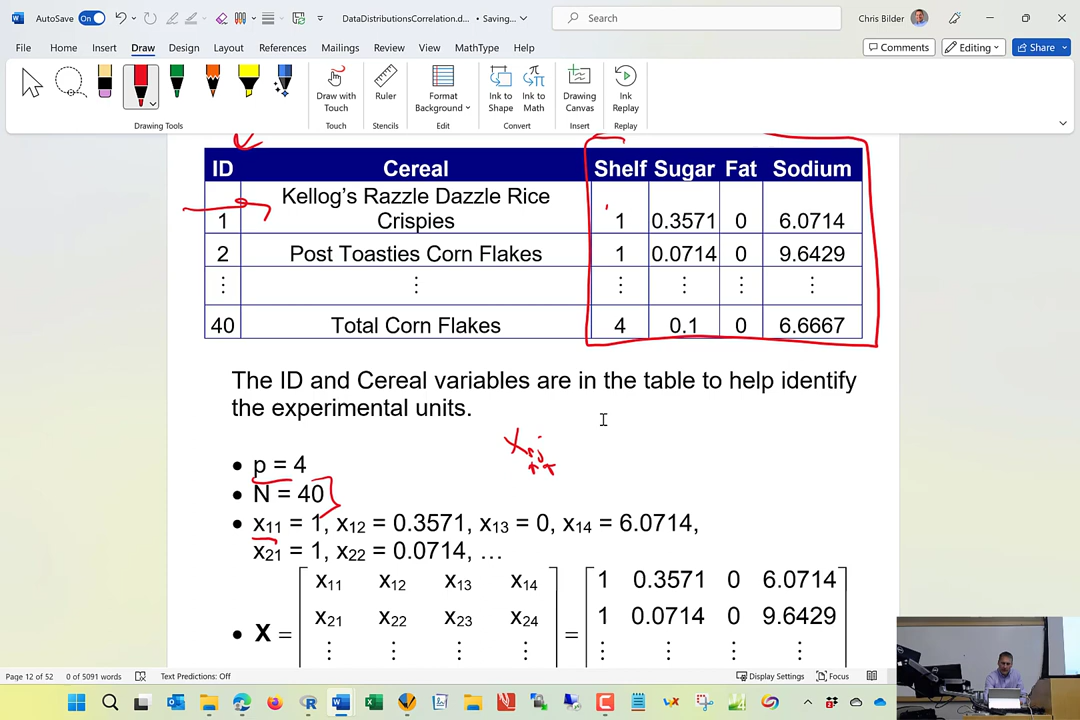 AutoSave On DataDistributionsCorrelation.d... • Saving... Search Chris Bilder
File Home Insert Draw Design Layout References Mailings Review View MathType Help Comments Editing Share
Draw with Touch Ruler Format Background Ink to Shape Ink to Math Drawing Canvas Ink Replay
Drawing Tools Touch Stencils Edit Convert Insert Replay
ID Cereal Shelf Sugar Fat Sodium
Kellog's Razzle Dazzle Rice
1 Crispies 1 0.3571 0 6.0714
2 Post Toasties Corn Flakes 1 0.0714 0 9.6429
⋮ ⋮ ⋮ ⋮ ⋮ ⋮
40 Total Corn Flakes 4 0.1 0 6.6667
The ID and Cereal variables are in the table to help identify
the experimental units.
• p = 4
• N = 40
• x11 = 1, x12 = 0.3571, x13 = 0, x14 = 6.0714,
x21 = 1, x22 = 0.0714, …
x11 x12 x13 x14 1 0.3571 0 6.0714
x21 x22 x23 x24 1 0.0714 0 9.6429
• X = ⋮ ⋮ ⋮ ⋮ = ⋮ ⋮ ⋮ ⋮
Page 12 of 52 0 of 5091 words Text Predictions: Off Display Settings Focus